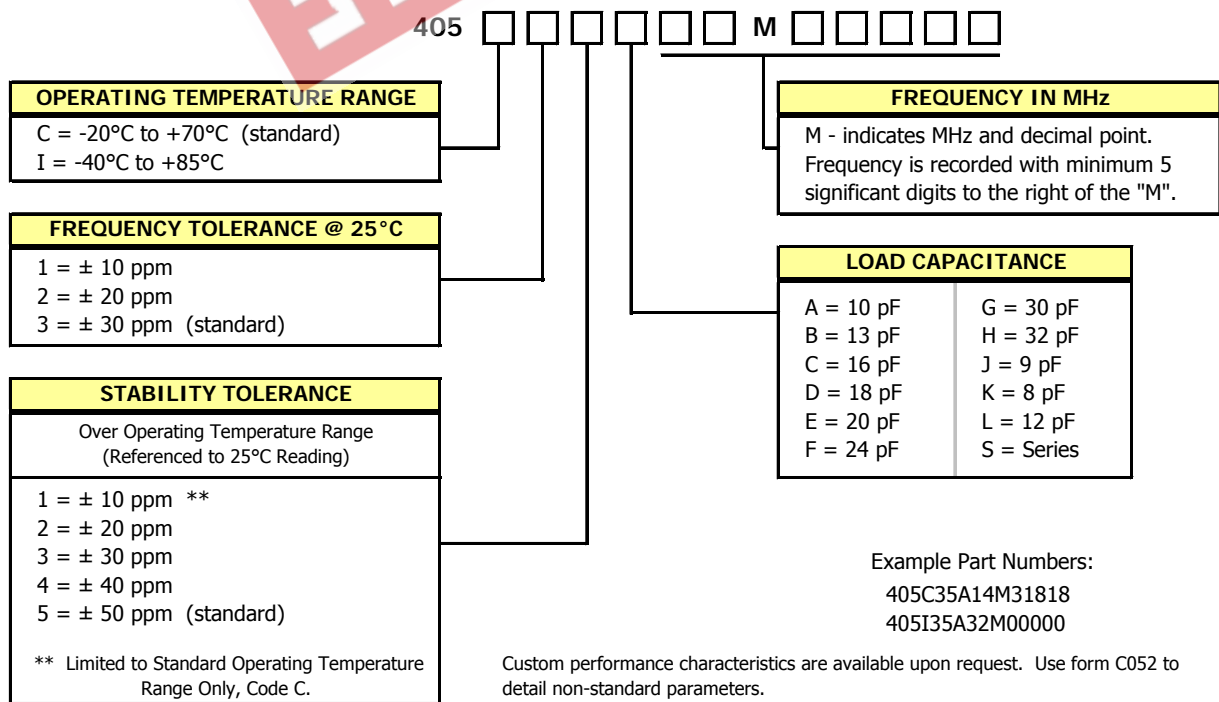 405 M
OPERATING TEMPERATURE RANGE
C = -20°C to +70°C (standard)
I = -40°C to +85°C
FREQUENCY TOLERANCE @ 25°C
1 = ± 10 ppm
2 = ± 20 ppm
3 = ± 30 ppm (standard)
STABILITY TOLERANCE
Over Operating Temperature Range
(Referenced to 25°C Reading)
1 = ± 10 ppm **
2 = ± 20 ppm
3 = ± 30 ppm
4 = ± 40 ppm
5 = ± 50 ppm (standard)
** Limited to Standard Operating Temperature
Range Only, Code C.
FREQUENCY IN MHz
M - indicates MHz and decimal point.
Frequency is recorded with minimum 5
significant digits to the right of the "M".
LOAD CAPACITANCE
A = 10 pF
B = 13 pF
C = 16 pF
D = 18 pF
E = 20 pF
F = 24 pF
G = 30 pF
H = 32 pF
J = 9 pF
K = 8 pF
L = 12 pF
S = Series
Example Part Numbers:
405C35A14M31818
405I35A32M00000
Custom performance characteristics are available upon request. Use form C052 to
detail non-standard parameters.